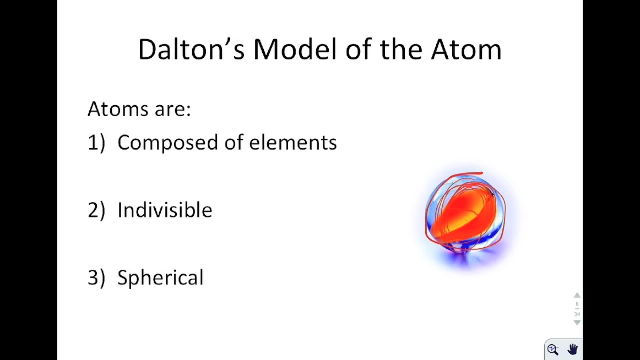 Dalton's Model of the Atom
Atoms are:
1) Composed of elements
2) Indivisible
3) Spherical